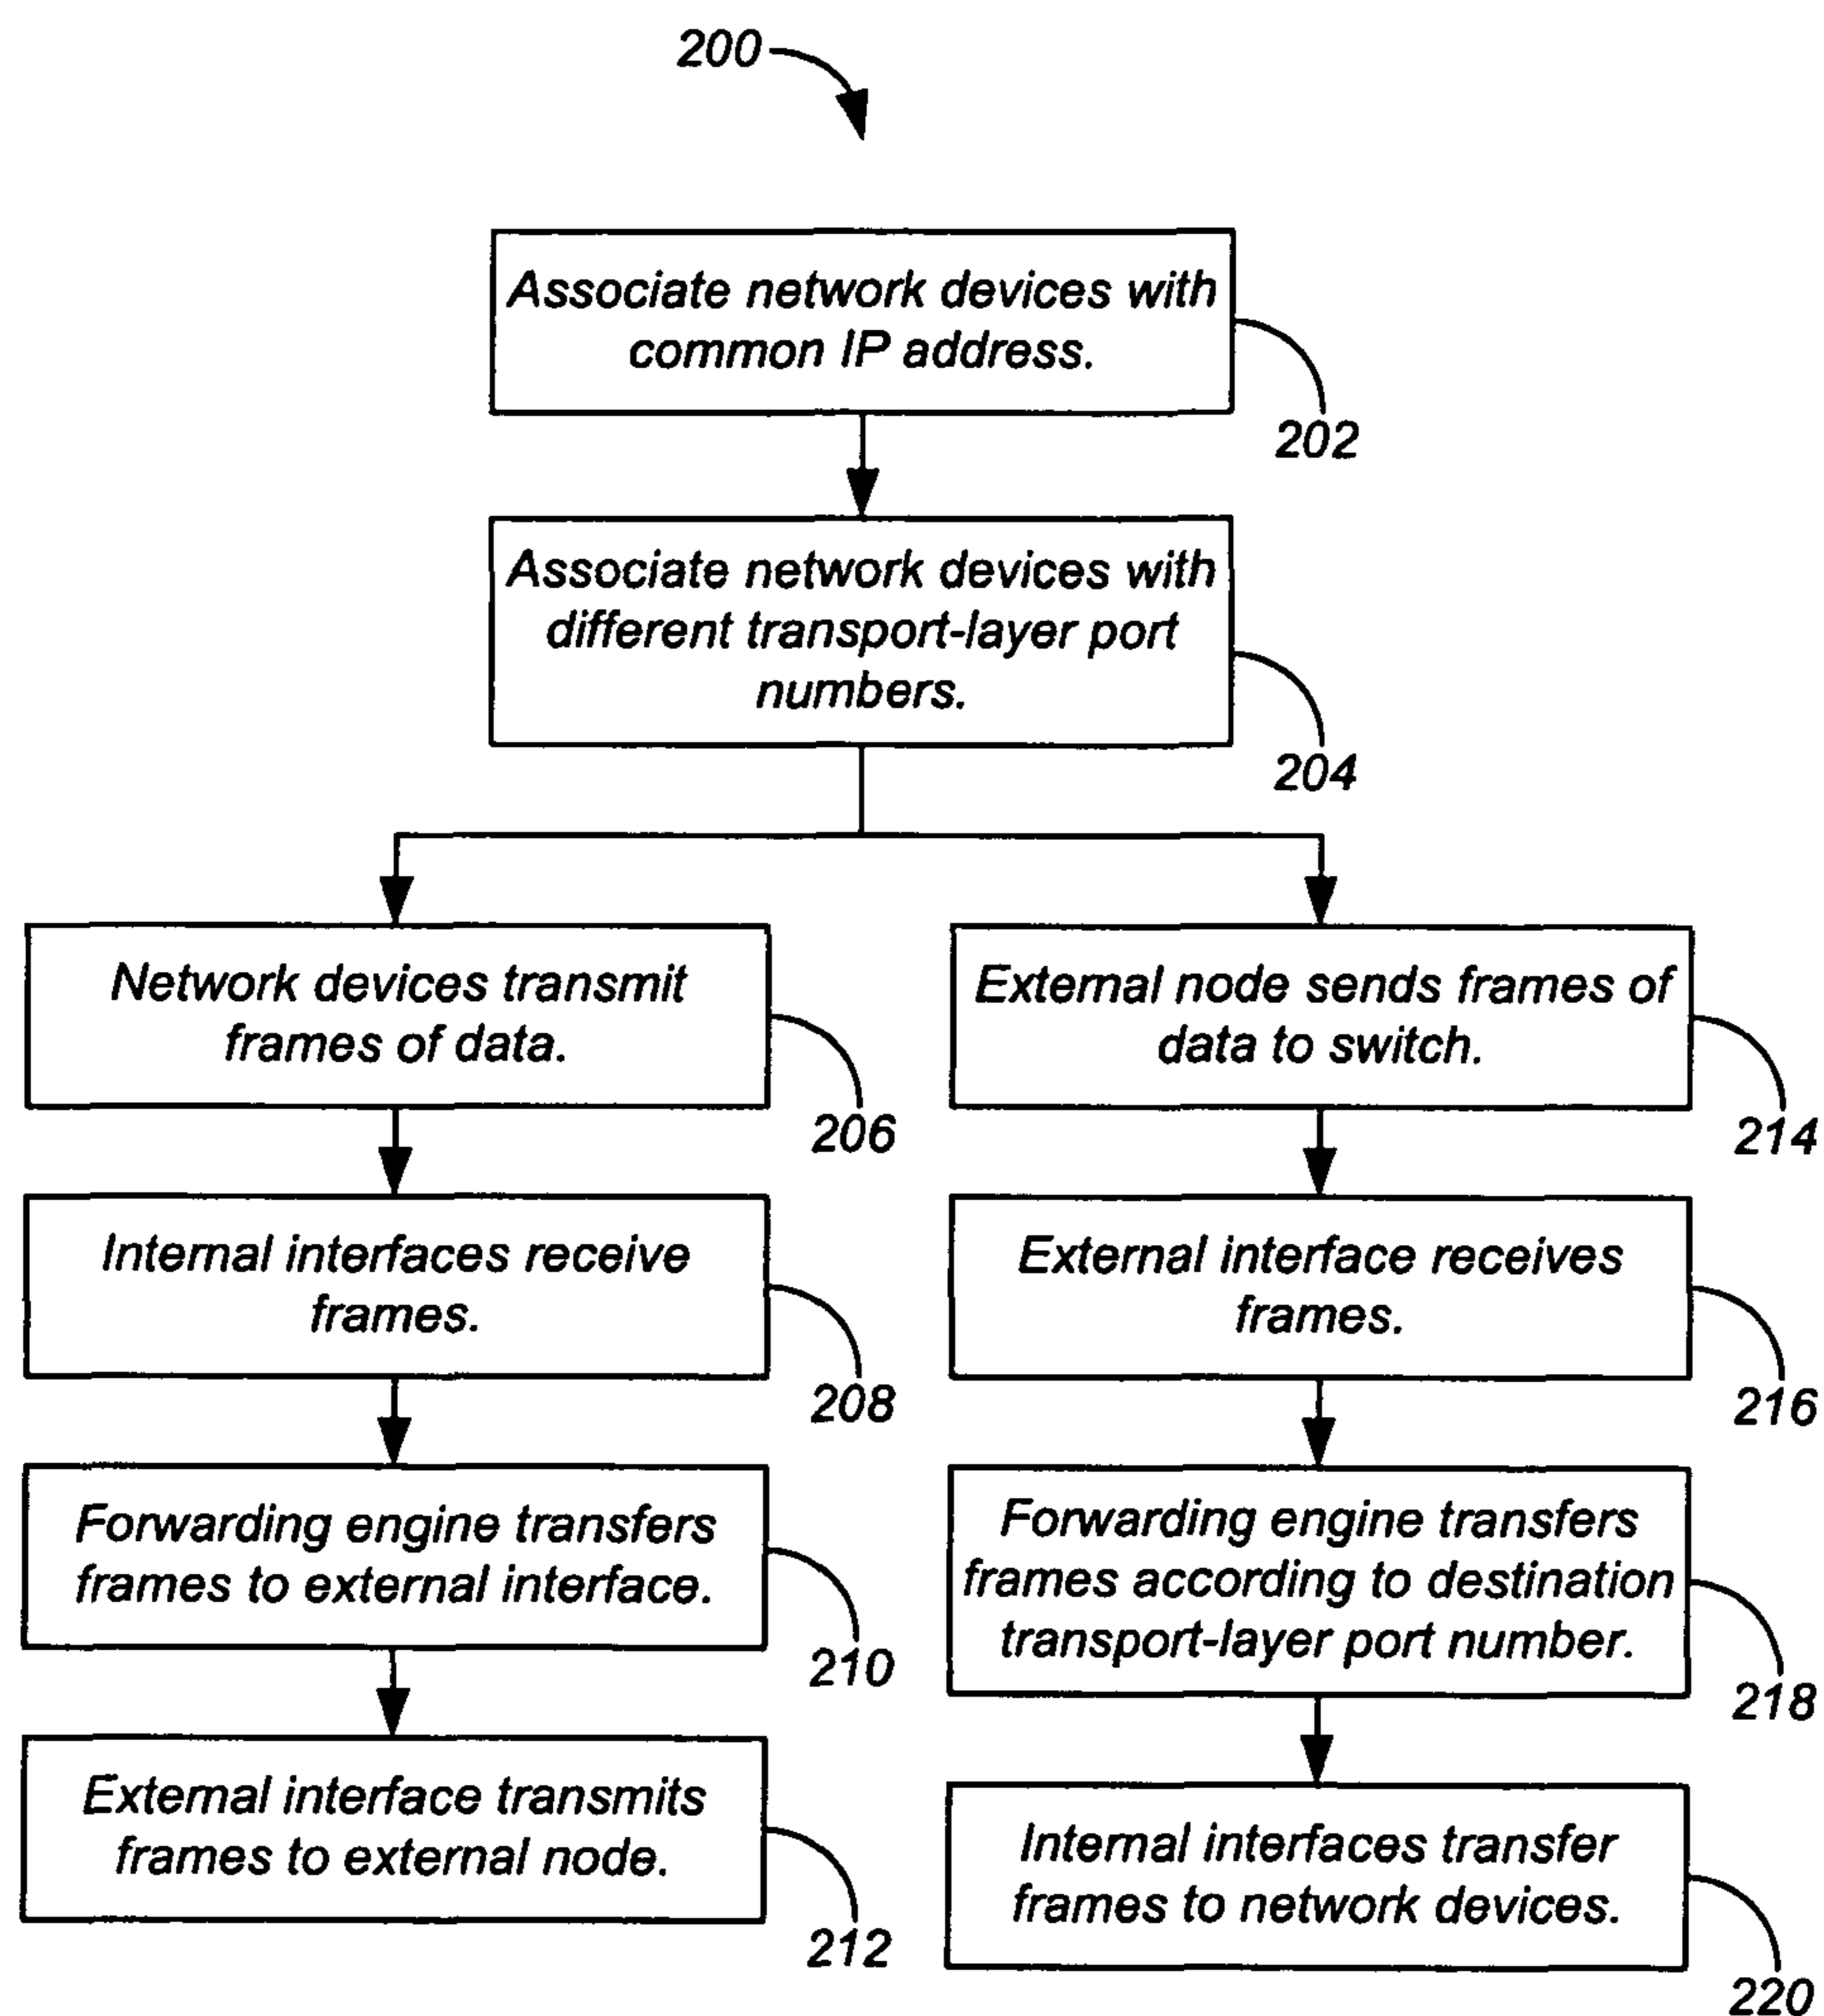 200
Associate network devices with
common IP address.
202
Associate network devices with
different transport-layer port
numbers.
204
Network devices transmit
frames of data.
206
Internal interfaces receive
frames.
208
Forwarding engine transfers
frames to external interface.
210
External interface transmits
frames to external node.
212
External node sends frames of
data to switch.
214
External interface receives
frames.
216
Forwarding engine transfers
frames according to destination
transport-layer port number.
218
Internal interfaces transfer
frames to network devices.
220